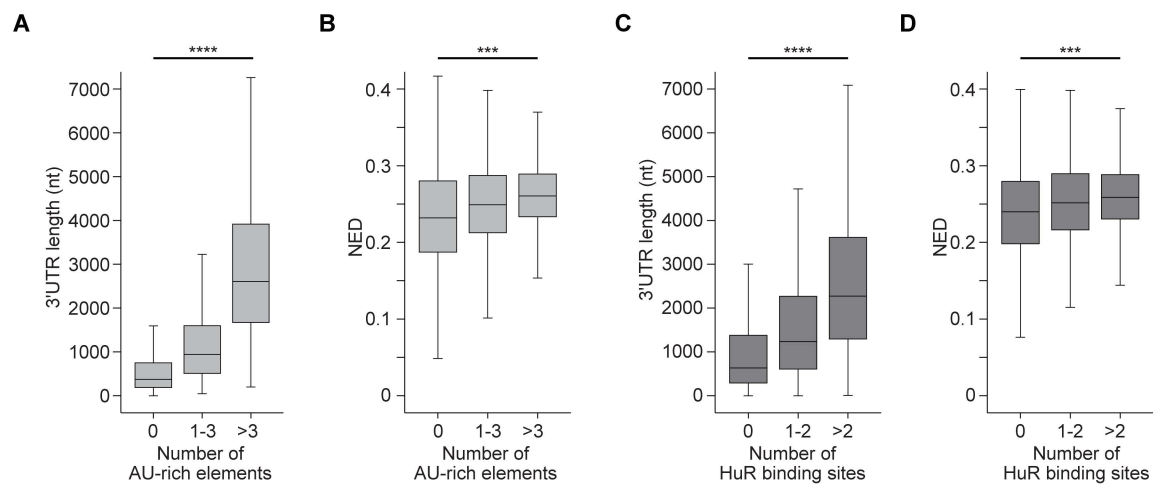 A
****
3'UTR length (nt)
7000
6000
5000
4000
3000
2000
1000
0
0 1-3 >3
Number of
AU-rich elements
B
***
NED
0.4
0.3
0.2
0.1
0
0 1-3 >3
Number of
AU-rich elements
C
****
3'UTR length (nt)
7000
6000
5000
4000
3000
2000
1000
0
0 1-2 >2
Number of
HuR binding sites
D
***
NED
0.4
0.3
0.2
0.1
0
0 1-2 >2
Number of
HuR binding sites